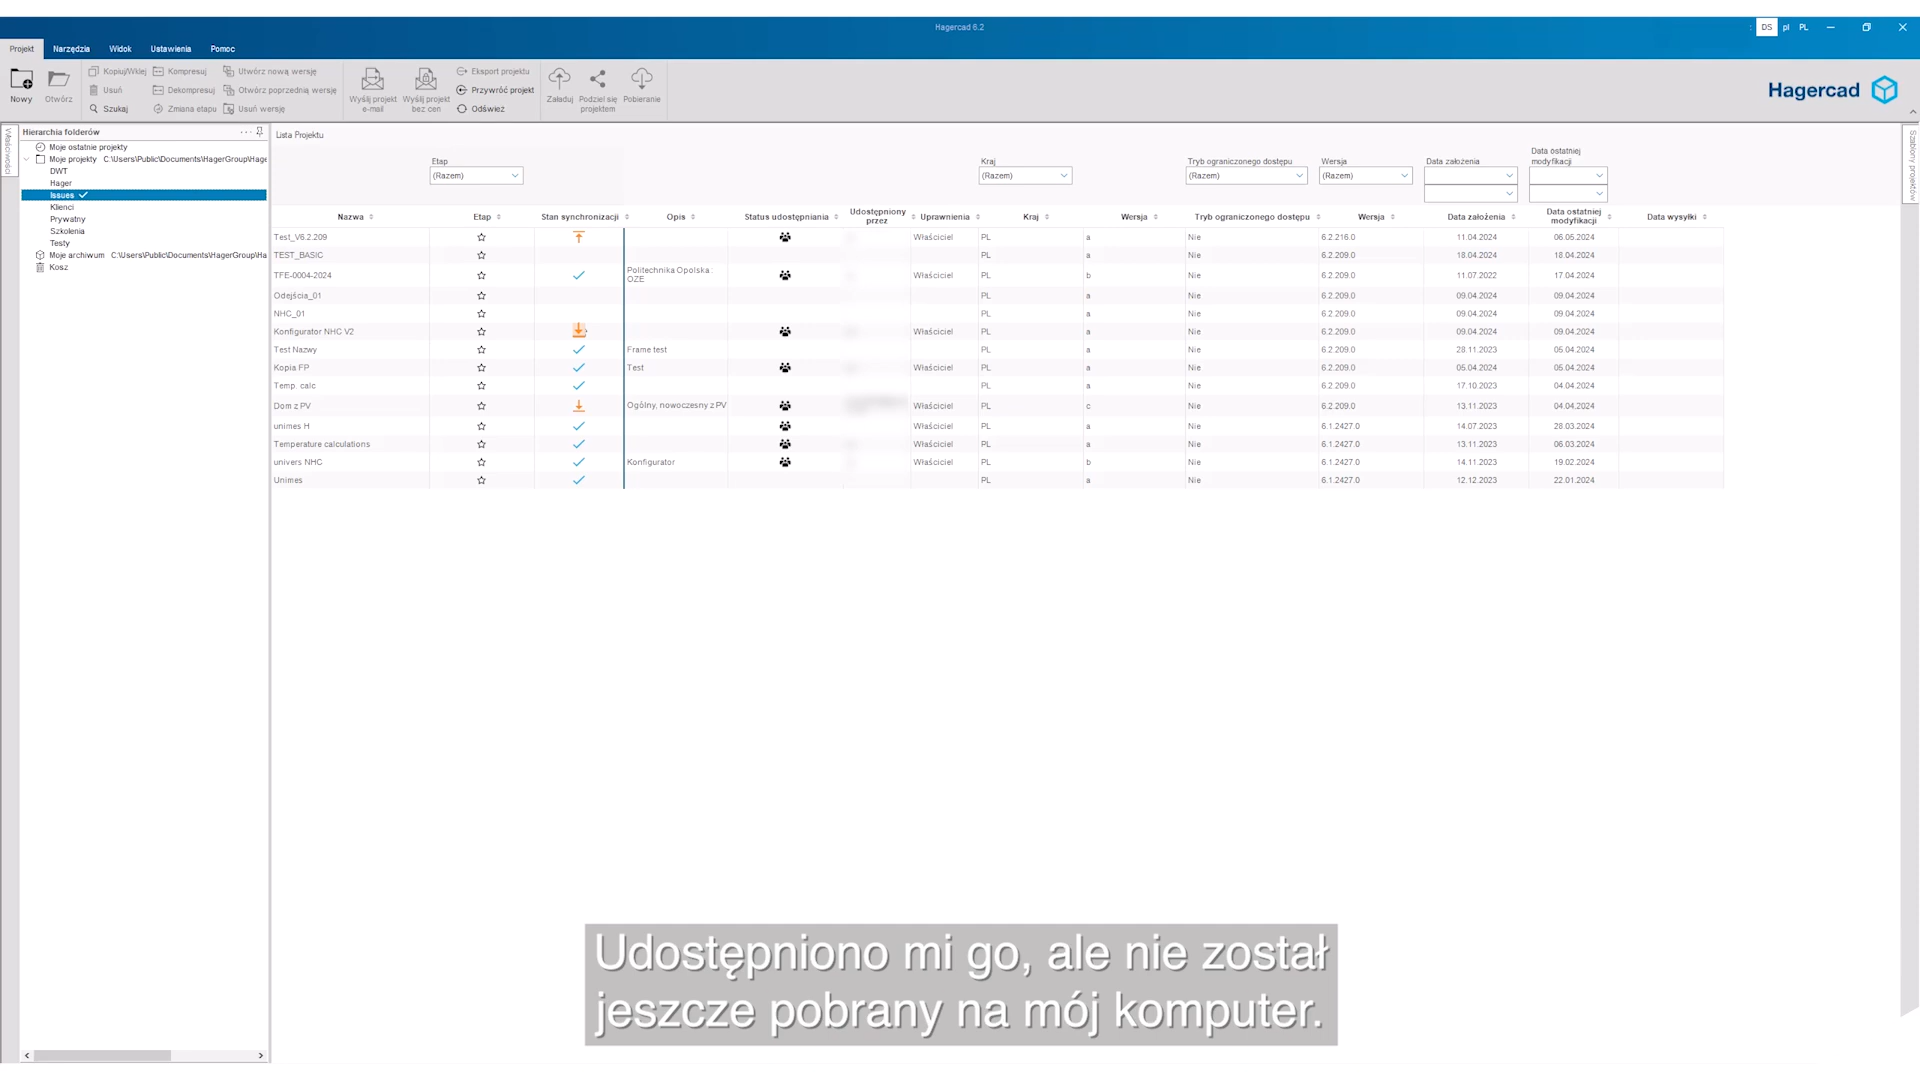 Hagercad 6.2
DS pl PL
Projekt Narzędzia Widok Ustawienia Pomoc
Nowy Otwórz
Kopiuj/Wklej Kompresuj Utwórz nową wersję
Usuń Dekompresuj Otwórz poprzednią wersję
Szukaj Zmiana etapu Usuń wersję
Wyślij projekt e-mail
Wyślij projekt bez cen
Eksport projektu
Przywróć projekt
Odśwież
Załaduj
Podziel się projektem
Pobieranie
Hagercad
Właściwości
Hierarchia folderów
Moje ostatnie projekty
Moje projekty C:\Users\Public\Documents\HagerGroup\Hage
DWT
Hager
Issues
Klienci
Prywatny
Szkolenia
Testy
Moje archiwum C:\Users\Public\Documents\HagerGroup\Ha
Kosz
Lista Projektu
Szablony projektów
Etap
(Razem)
Kraj
(Razem)
Tryb ograniczonego dostępu
(Razem)
Wersja
(Razem)
Data założenia
Data ostatniej
modyfikacji
Nazwa Etap Stan synchronizacji Opis Status udostępniania Udostępniony przez Uprawnienia Kraj Wersja Tryb ograniczonego dostępu Wersja Data założenia Data ostatniej modyfikacji Data wysyłki
Test_V6.2.209 Właściciel PL a Nie 6.2.216.0 11.04.2024 06.05.2024
TEST_BASIC PL a Nie 6.2.209.0 18.04.2024 18.04.2024
TFE-0004-2024 Politechnika Opolska : OZE Właściciel PL b Nie 6.2.209.0 11.07.2022 17.04.2024
Odejścia_01 PL a Nie 6.2.209.0 09.04.2024 09.04.2024
NHC_01 PL a Nie 6.2.209.0 09.04.2024 09.04.2024
Konfigurator NHC V2 Właściciel PL a Nie 6.2.209.0 09.04.2024 09.04.2024
Test Nazwy Frame test PL a Nie 6.2.209.0 28.11.2023 05.04.2024
Kopia FP Test Właściciel PL a Nie 6.2.209.0 05.04.2024 05.04.2024
Temp. calc PL a Nie 6.2.209.0 17.10.2023 04.04.2024
Dom z PV Ogólny, nowoczesny z PV Właściciel PL c Nie 6.2.209.0 13.11.2023 04.04.2024
unimes H Właściciel PL a Nie 6.1.2427.0 14.07.2023 28.03.2024
Temperature calculations Właściciel PL a Nie 6.1.2427.0 13.11.2023 06.03.2024
univers NHC Konfigurator Właściciel PL b Nie 6.1.2427.0 14.11.2023 19.02.2024
Unimes PL a Nie 6.1.2427.0 12.12.2023 22.01.2024
Udostępniono mi go, ale nie został
jeszcze pobrany na mój komputer.